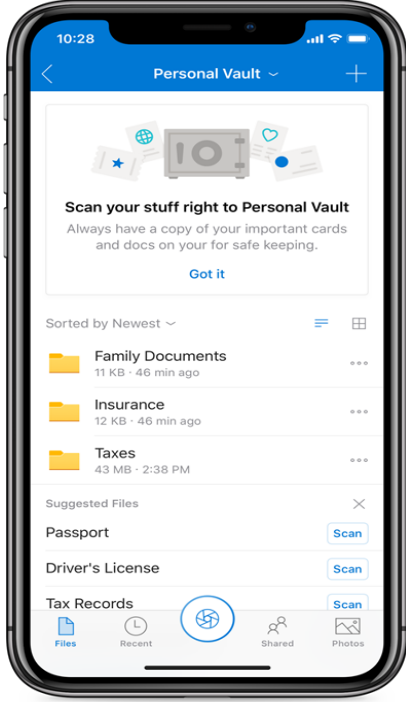 10:28
Personal Vault
Scan your stuff right to Personal Vault
Always have a copy of your important cards
and docs on your for safe keeping.
Got it
Sorted by Newest
Family Documents
11 KB · 46 min ago
Insurance
12 KB · 46 min ago
Taxes
43 MB · 2:38 PM
Suggested Files
Passport
Scan
Driver's License
Scan
Tax Records
Scan
Files
Recent
Shared
Photos